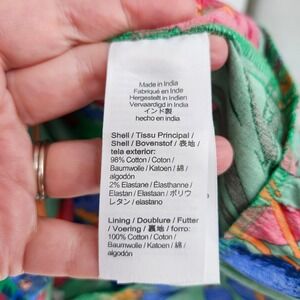 Made in India
Fabriqué en Inde
Hergestellt in Indien
Vervaardigd in India
インド製
hecho en india
Shell / Tissu Principal /
Shell / Bovenstof / 表地 /
tela exterior:
98% Cotton / Coton /
Baumwolle / Katoen / 綿 /
algodón
2% Elastane / Élasthanne /
Elastan / Elastaan / ポリウ
レタン / elastano
Lining / Doublure / Futter
/ Voering / 裏地 / forro:
100% Cotton / Coton /
Baumwolle / Katoen / 綿 /
algodón